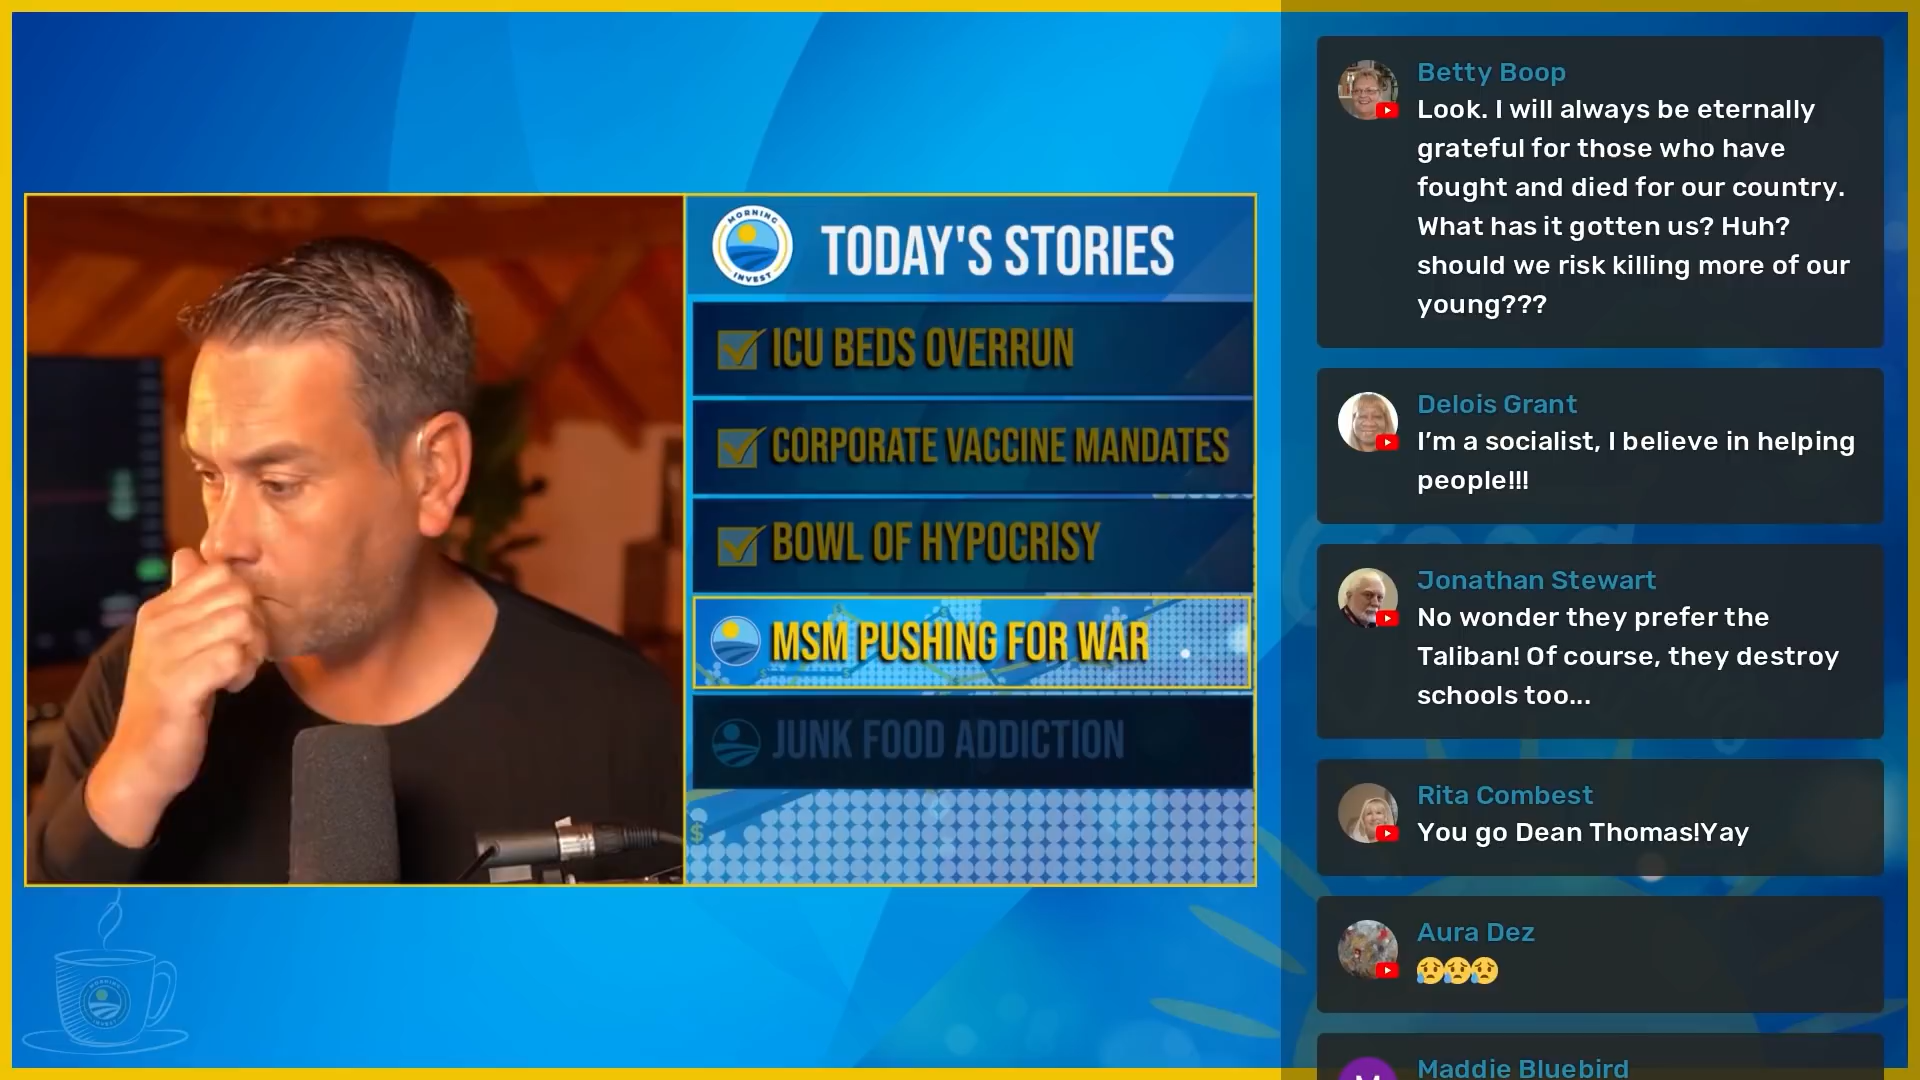 MORNING
INVEST
TODAY'S STORIES
ICU BEDS OVERRUN
CORPORATE VACCINE MANDATES
BOWL OF HYPOCRISY
MSM PUSHING FOR WAR
JUNK FOOD ADDICTION
Betty Boop
Look. I will always be eternally
grateful for those who have
fought and died for our country.
What has it gotten us? Huh?
should we risk killing more of our
young???
Delois Grant
I’m a socialist, I believe in helping
people!!!
Jonathan Stewart
No wonder they prefer the
Taliban! Of course, they destroy
schools too...
Rita Combest
You go Dean Thomas!Yay
Aura Dez
😥😥😥
Maddie Bluebird